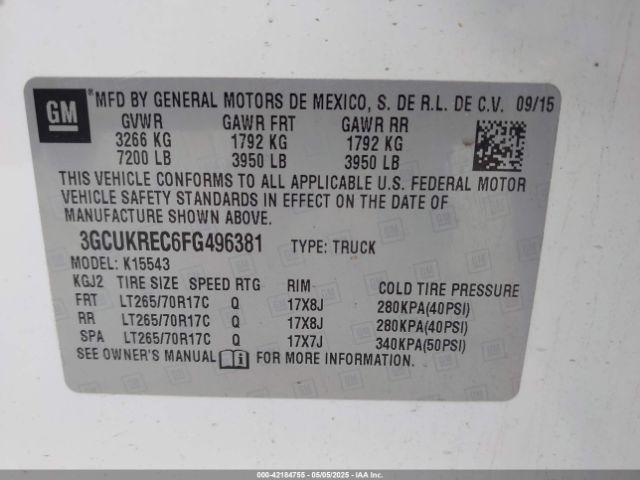 GM MFD BY GENERAL MOTORS DE MEXICO, S. DE R.L. DE C.V. 09/15
GVWR GAWR FRT GAWR RR
3266 KG 1792 KG 1792 KG
7200 LB 3950 LB 3950 LB
THIS VEHICLE CONFORMS TO ALL APPLICABLE U.S. FEDERAL MOTOR
VEHICLE SAFETY STANDARDS IN EFFECT ON THE DATE OF
MANUFACTURE SHOWN ABOVE.
3GCUKREC6FG496381 TYPE: TRUCK
MODEL: K15543
KGJ2 TIRE SIZE SPEED RTG RIM COLD TIRE PRESSURE
FRT LT265/70R17C Q 17X8J 280KPA(40PSI)
RR LT265/70R17C Q 17X8J 280KPA(40PSI)
SPA LT265/70R17C Q 17X7J 340KPA(50PSI)
SEE OWNER'S MANUAL FOR MORE INFORMATION.
000-42184755 - 05/05/2025 - IAAI.COM